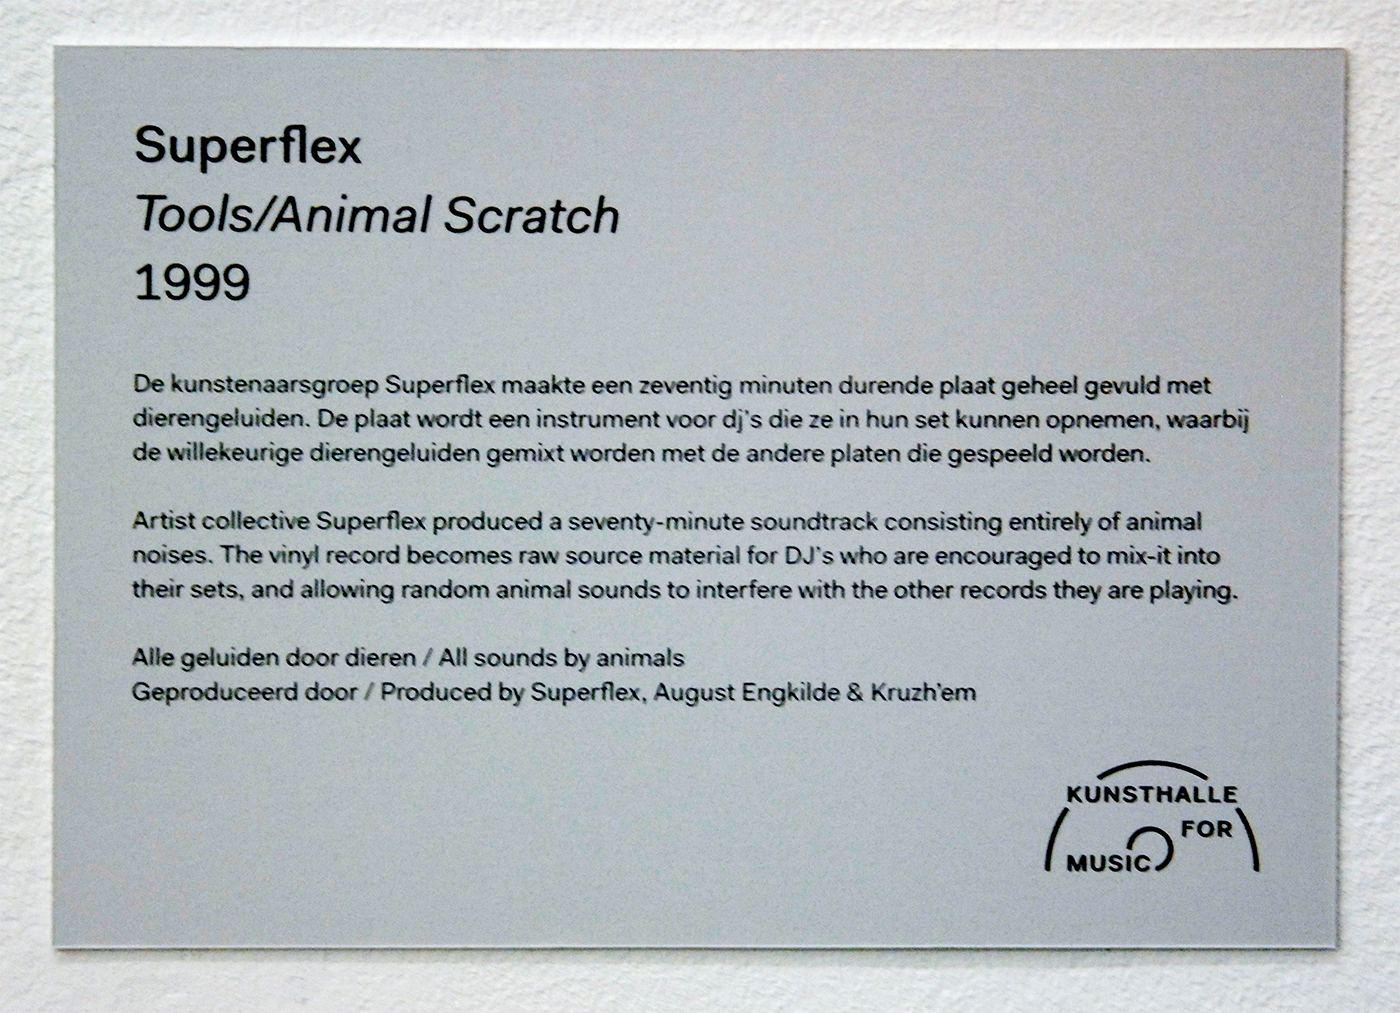 Superflex
Tools/Animal Scratch
1999
De kunstenaarsgroep Superflex maakte een zeventig minuten durende plaat geheel gevuld met
dierengeluiden. De plaat wordt een instrument voor dj's die ze in hun set kunnen opnemen, waarbij
de willekeurige dierengeluiden gemixt worden met de andere platen die gespeeld worden.
Artist collective Superflex produced a seventy-minute soundtrack consisting entirely of animal
noises. The vinyl record becomes raw source material for DJ's who are encouraged to mix-it into
their sets, and allowing random animal sounds to interfere with the other records they are playing.
Alle geluiden door dieren / All sounds by animals
Geproduceerd door / Produced by Superflex, August Engkilde & Kruzh'em
KUNSTHALLE
FOR
MUSIC